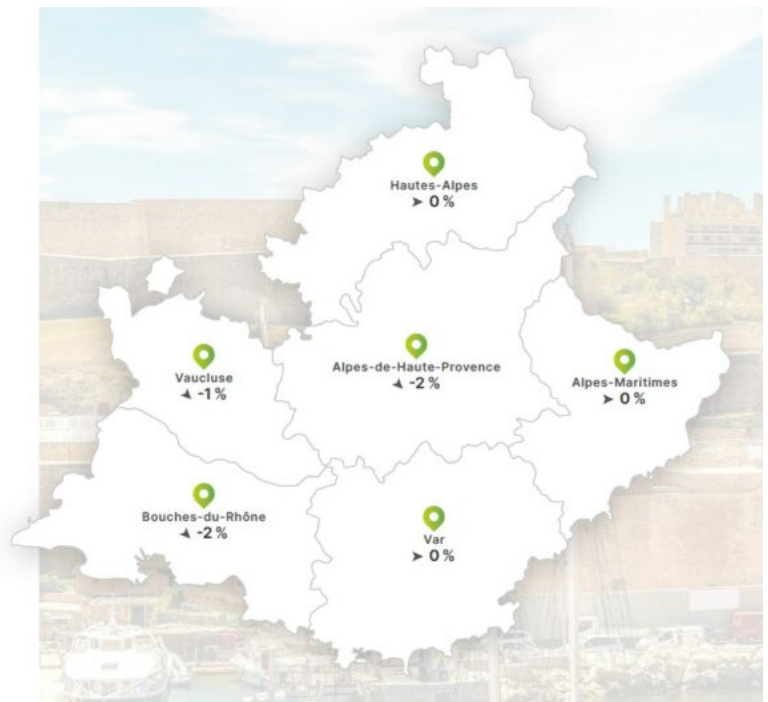 Hautes-Alpes
➤ 0 %
Alpes-de-Haute-Provence
-2 %
Vaucluse
-1 %
Alpes-Maritimes
➤ 0 %
Bouches-du-Rhône
-2 %
Var
➤ 0 %